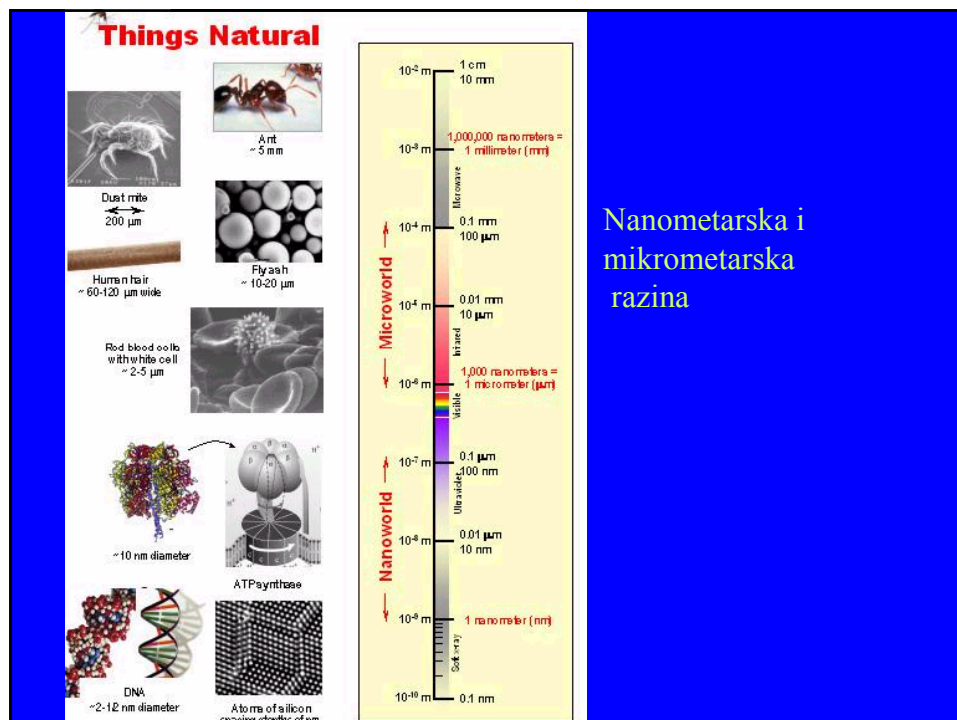 Things Natural
Ant
~ 5 mm
Dust mite
200 µm
Human hair
~ 60-120 µm wide
Fly ash
~ 10-20 µm
Red blood cells
with white cell
~ 2-5 µm
~10 nm diameter
ATP synthase
DNA
~2-1/2 nm diameter
Atoms of silicon
10⁻² m
1 cm
10 mm
1,000,000 nanometers =
10⁻³ m
1 millimeter (mm)
Microwave
10⁻⁴ m
0.1 mm
100 µm
Microworld
10⁻⁵ m
0.01 mm
10 µm
Infrared
1,000 nanometers =
10⁻⁶ m
1 micrometer (µm)
Visible
10⁻⁷ m
0.1 µm
100 nm
Ultraviolet
Nanoworld
10⁻⁸ m
0.01 µm
10 nm
10⁻⁹ m
1 nanometer (nm)
Soft x-ray
10⁻¹⁰ m
0.1 nm
Nanometarska i
mikrometarska
razina